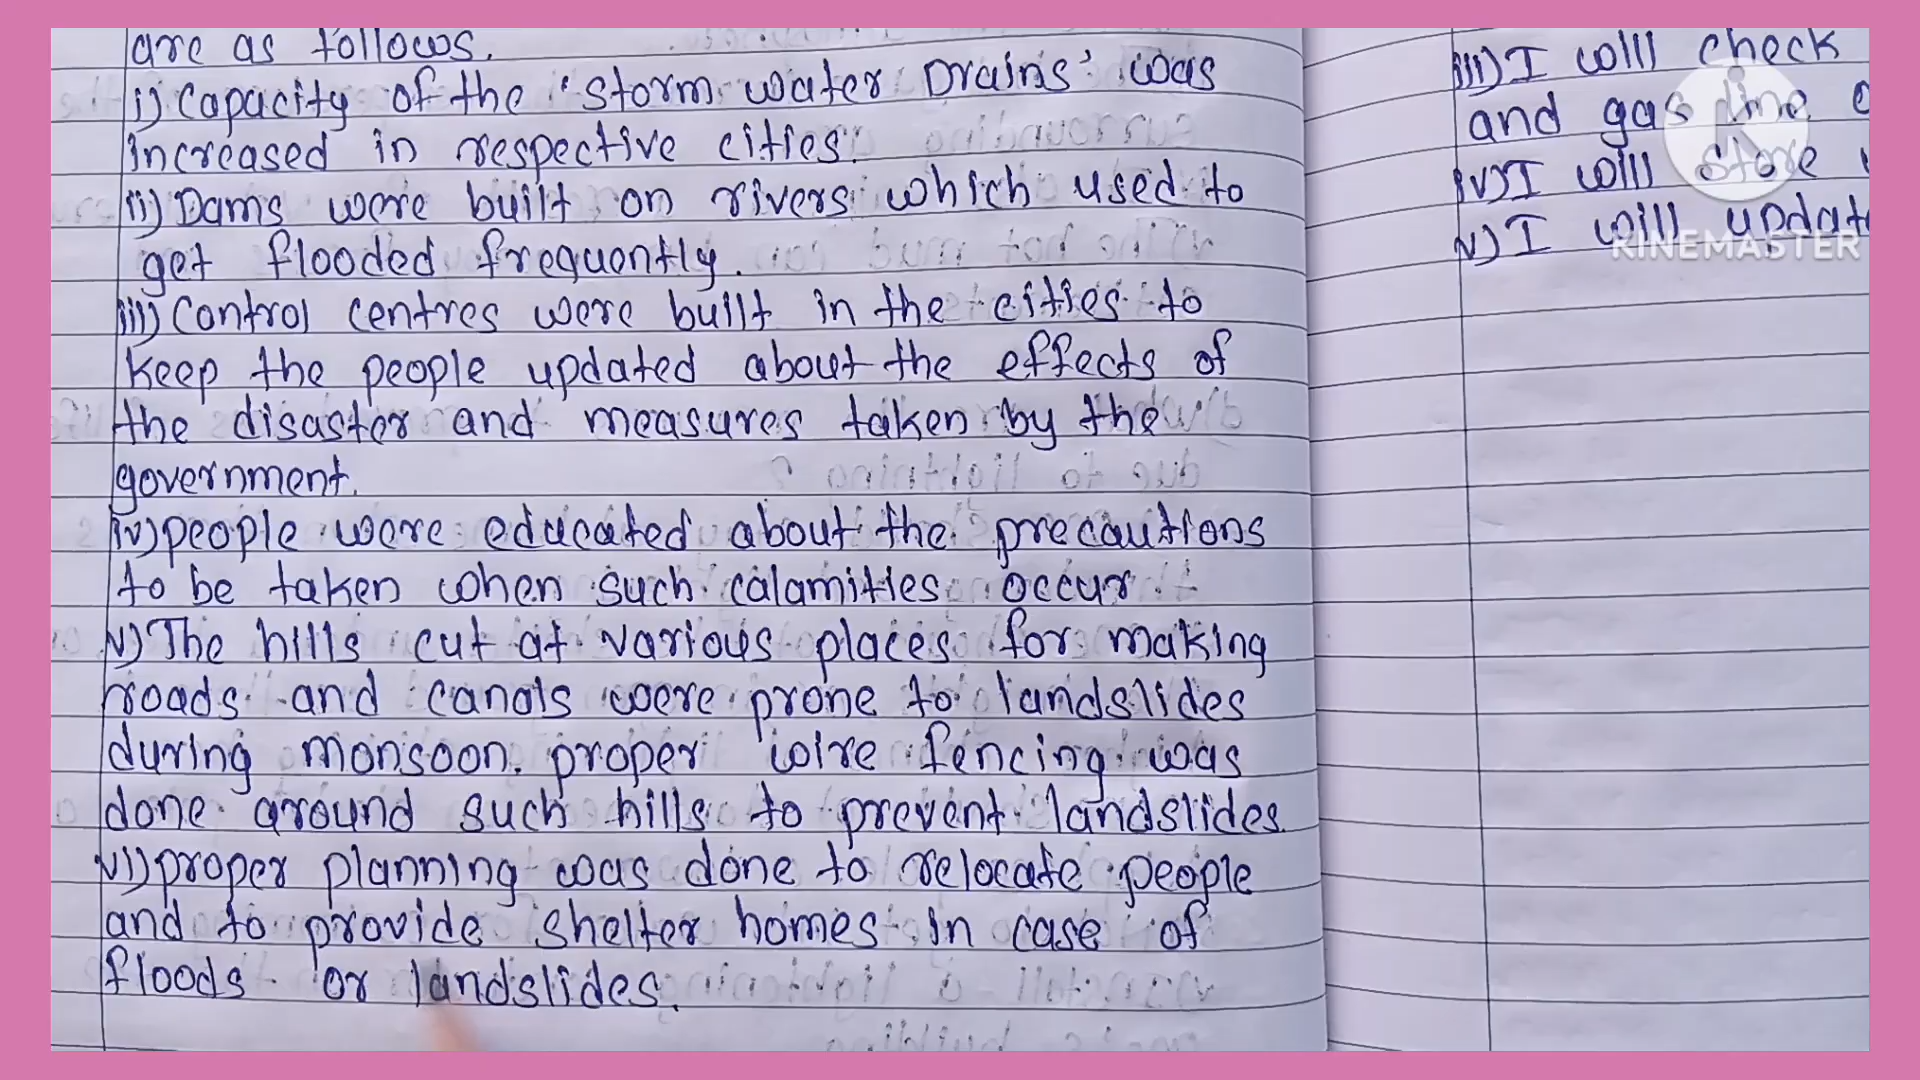 are as follows.
i) Capacity of the 'storm water Drains' was
increased in respective cities.
ii) Dams were built on rivers which used to
get flooded frequently.
iii) Control centres were built in the cities to
keep the people updated about the effects of
the disaster and measures taken by the
government.
iv) people were educated about the precautions
to be taken when such calamities occur
v) The hills cut at various places for making
roads and canals were prone to landslides
during monsoon. proper wire fencing was
done around such hills to prevent landslides.
vi) proper planning was done to relocate people
and to provide shelter homes in case of
floods or landslides.
iii) I will check
and gas line
iv) I will store
v) I will update
KINEMASTER